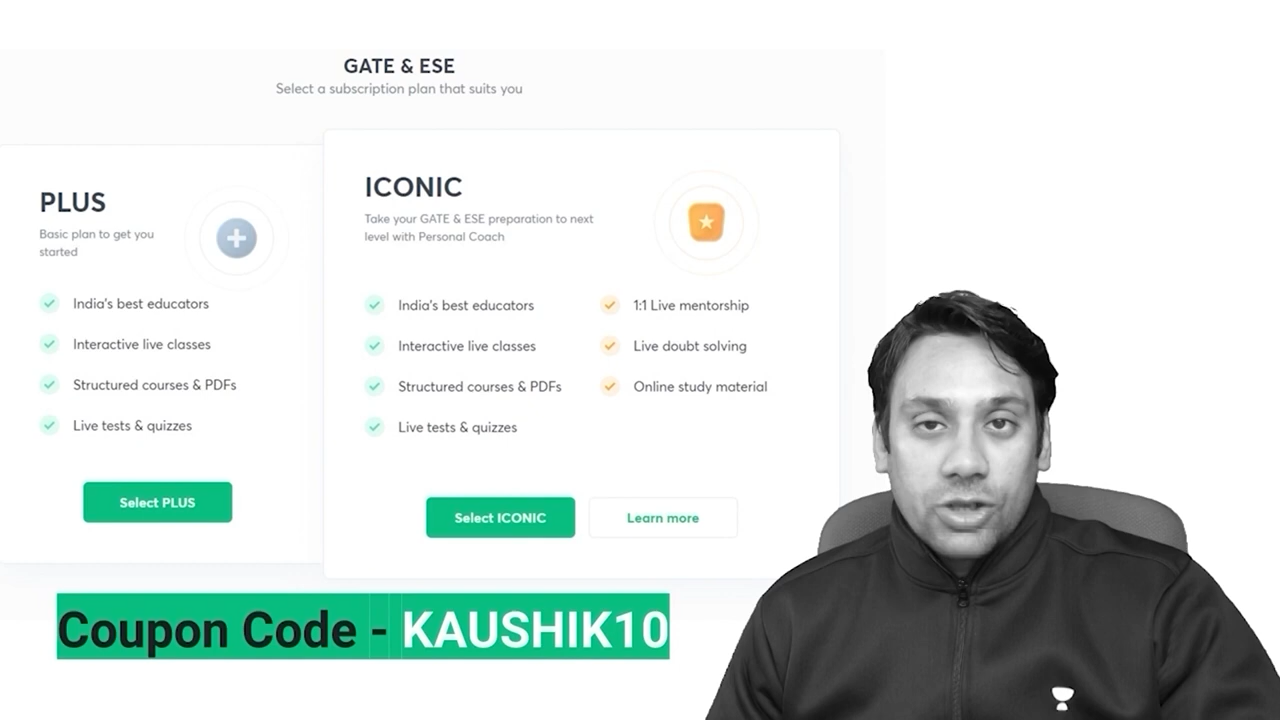 GATE & ESE
Select a subscription plan that suits you
PLUS
Basic plan to get you
started
India's best educators
Interactive live classes
Structured courses & PDFs
Live tests & quizzes
Select PLUS
ICONIC
Take your GATE & ESE preparation to next
level with Personal Coach
India's best educators
Interactive live classes
Structured courses & PDFs
Live tests & quizzes
1:1 Live mentorship
Live doubt solving
Online study material
Select ICONIC
Learn more
Coupon Code - KAUSHIK10